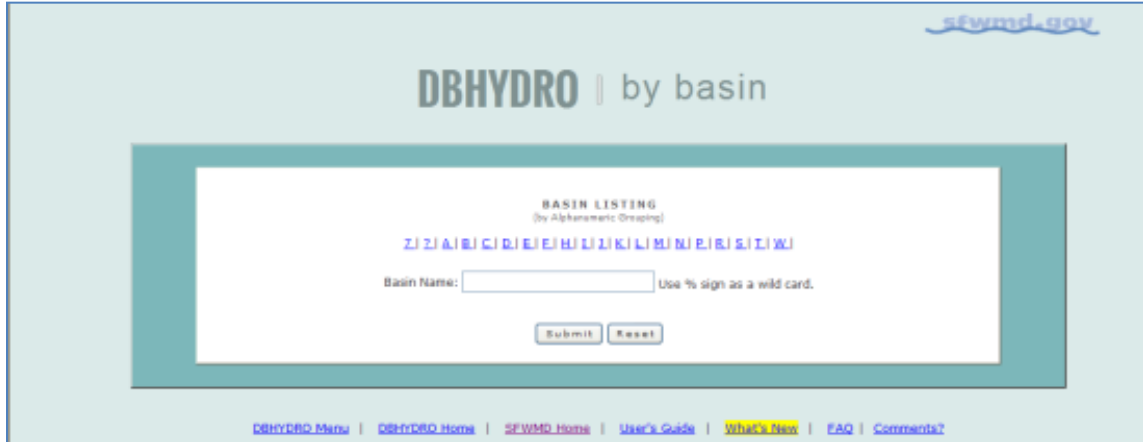 sfwmd.gov
DBHYDRO | by basin
BASIN LISTING
(by Alphanumeric Grouping)
7 | ? | A | B | C | D | E | F | H | I | J | K | L | M | N | P | R | S | T | W |
Basin Name: Use % sign as a wild card.
Submit Reset
DBHYDRO Menu | DBHYDRO Home | SFWMD Home | User's Guide | What's New | FAQ | Comments?